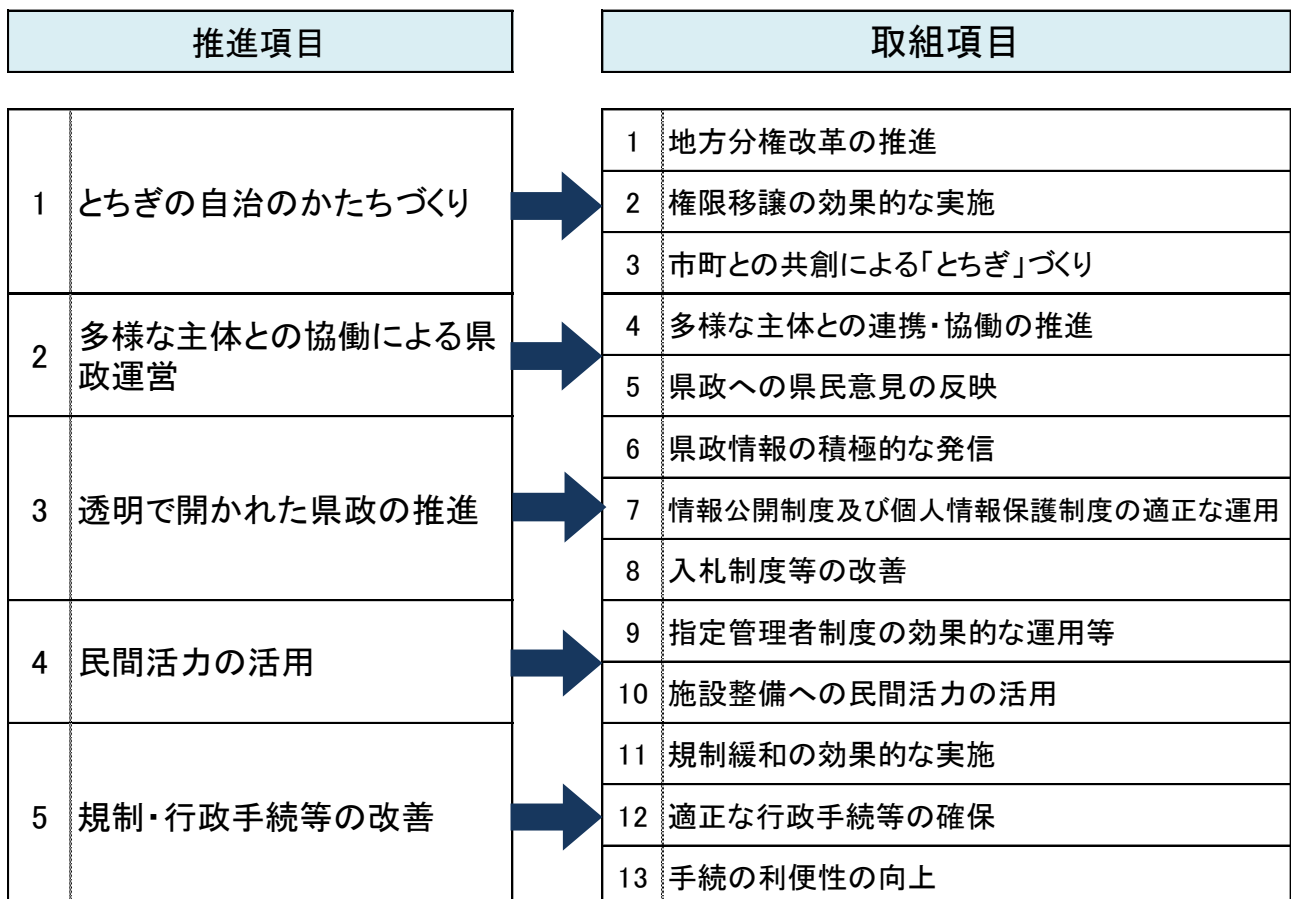 推進項目
取組項目
1 とちぎの自治のかたちづくり
1 地方分権改革の推進
2 権限移譲の効果的な実施
3 市町との共創による「とちぎ」づくり
2 多様な主体との協働による県
政運営
4 多様な主体との連携・協働の推進
5 県政への県民意見の反映
3 透明で開かれた県政の推進
6 県政情報の積極的な発信
7 情報公開制度及び個人情報保護制度の適正な運用
8 入札制度等の改善
4 民間活力の活用
9 指定管理者制度の効果的な運用等
10 施設整備への民間活力の活用
5 規制・行政手続等の改善
11 規制緩和の効果的な実施
12 適正な行政手続等の確保
13 手続の利便性の向上